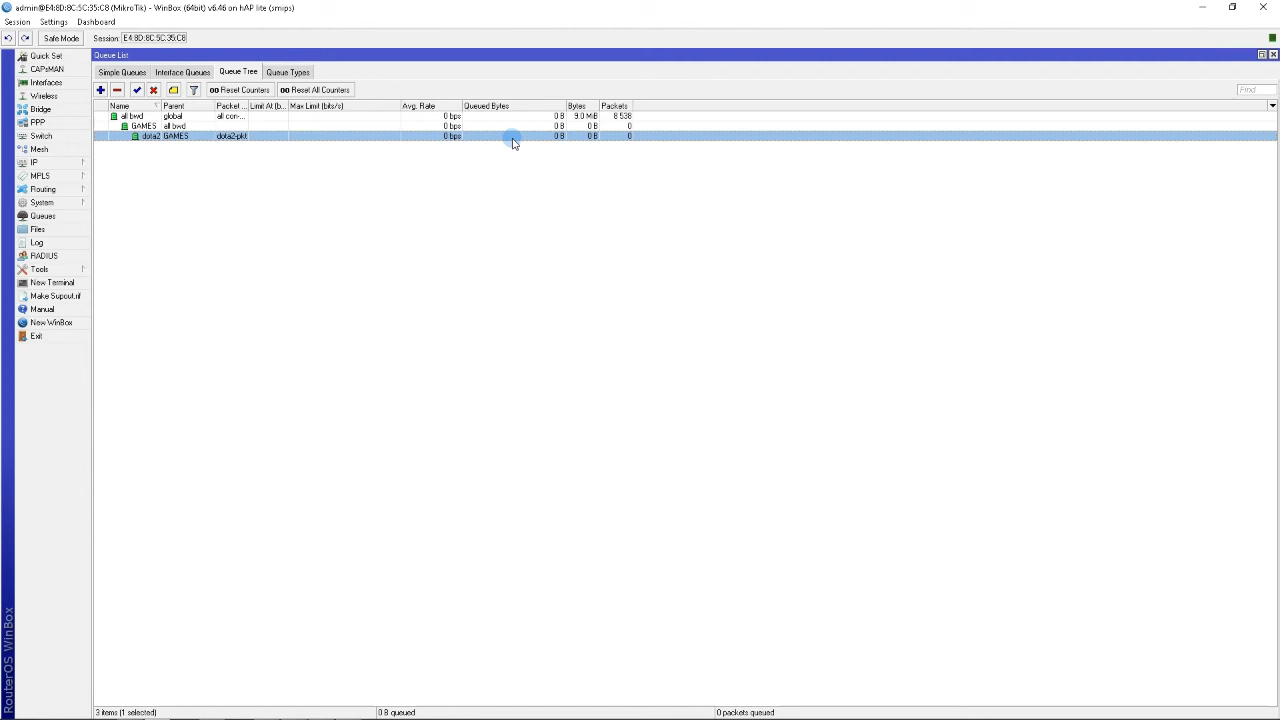 admin@E4:8D:8C:5C:35:C8 (MikroTik) - WinBox (64bit) v6.46 on hAP lite (smips)
Session Settings Dashboard
Safe Mode Session: E4:8D:8C:5C:35:C8
Queue List
Simple Queues Interface Queues Queue Tree Queue Types
Reset Counters Reset All Counters Find
Name Parent Packet ... Limit At (b... Max Limit (bits/s) Avg. Rate Queued Bytes Bytes Packets
all bwd global all con-... 0 bps 0 B 9.0 MiB 8 538
GAMES all bwd 0 bps 0 B 0 B 0
dota2 GAMES dota2-pkt 0 bps 0 B 0 B 0
Quick Set
CAPsMAN
Interfaces
Wireless
Bridge
PPP
Switch
Mesh
IP
MPLS
Routing
System
Queues
Files
Log
RADIUS
Tools
New Terminal
Make Supout.rif
Manual
New WinBox
Exit
RouterOS WinBox
3 items (1 selected) 0 B queued 0 packets queued